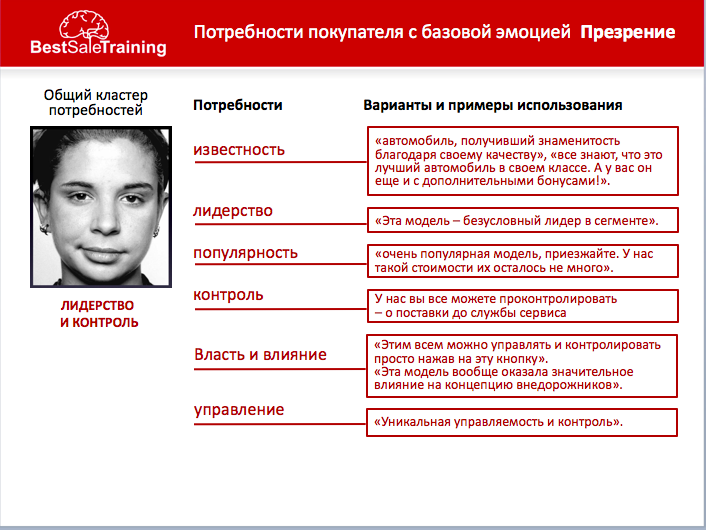 Потребности покупателя с базовой эмоцией Презрение
BestSaleTraining
Общий кластер
потребностей
Потребности
Варианты и примеры использования
известность
«автомобиль, получивший знаменитость
благодаря своему качеству», «все знают, что это
лучший автомобиль в своем классе. А у вас он
еще и с дополнительными бонусами!».
лидерство
«Эта модель – безусловный лидер в сегменте».
популярность
«очень популярная модель, приезжайте. У нас
такой стоимости их осталось не много».
ЛИДЕРСТВО
И КОНТРОЛЬ
контроль
У нас вы все можете проконтролировать
– о поставки до службы сервиса
Власть и влияние
«Этим всем можно управлять и контролировать
просто нажав на эту кнопку».
«Эта модель вообще оказала значительное
влияние на концепцию внедорожников».
управление
«Уникальная управляемость и контроль».